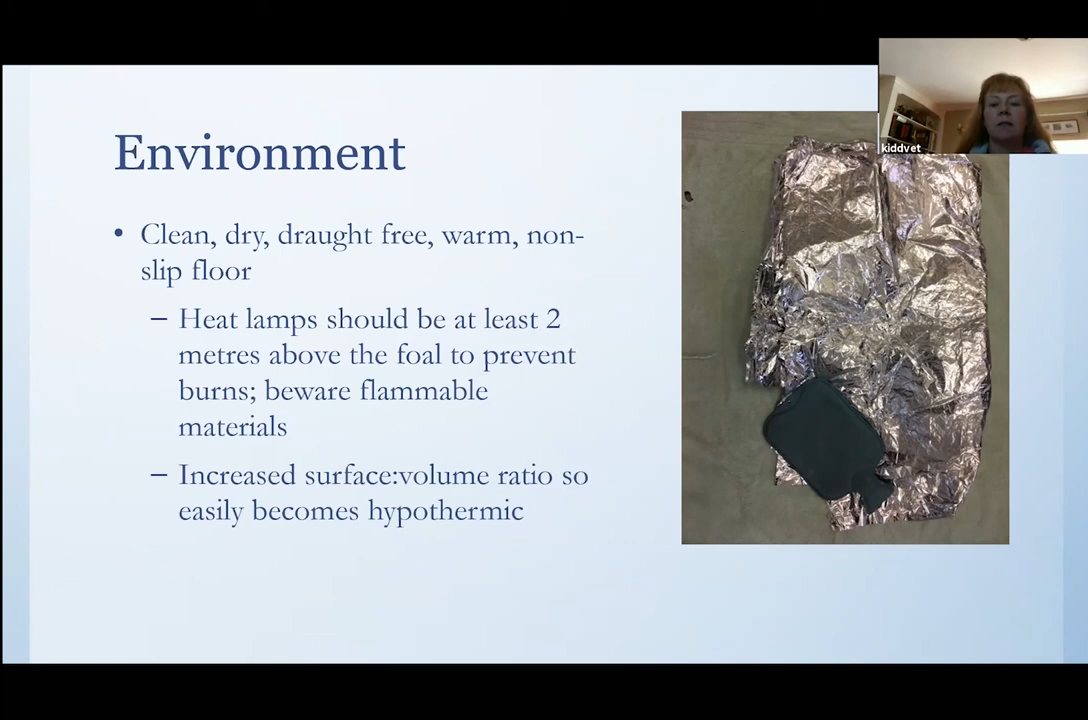 kiddvet
Environment
• Clean, dry, draught free, warm, non-
slip floor
– Heat lamps should be at least 2
metres above the foal to prevent
burns; beware flammable
materials
– Increased surface:volume ratio so
easily becomes hypothermic